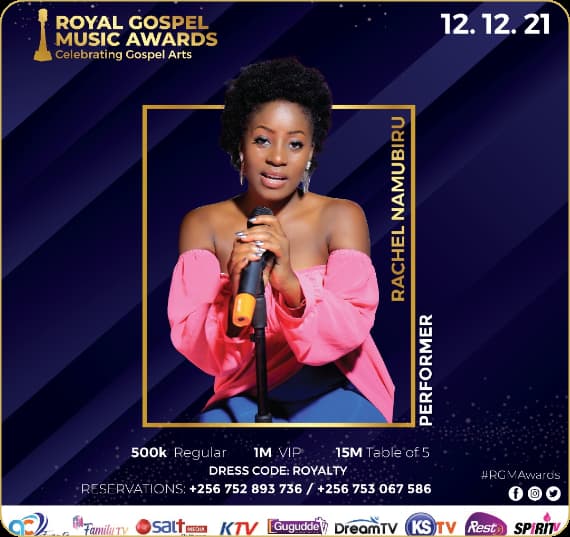 ROYAL GOSPEL
MUSIC AWARDS
Celebrating Gospel Arts
12. 12. 21
RACHEL NAMUBIRU
PERFORMER
500k Regular 1M VIP 15M Table of 5
DRESS CODE: ROYALTY
RESERVATIONS: +256 752 893 736 / +256 753 067 586
#RGMAwards
Family TV salt MEDIA KTV Gugudde TV DreamTV KS TV Rest SPIRIT TV